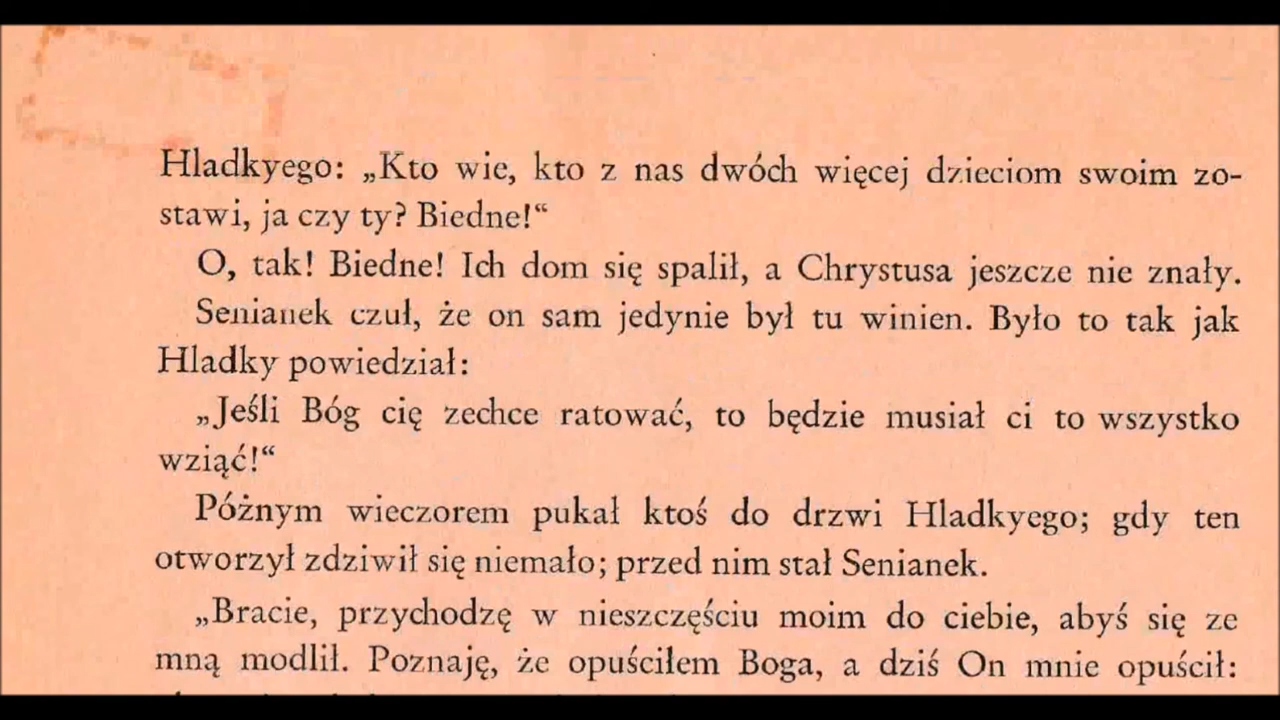 Hladkyego: „Kto wie, kto z nas dwóch więcej dzieciom swoim zo-
stawi, ja czy ty? Biedne!“
O, tak! Biedne! Ich dom się spalił, a Chrystusa jeszcze nie znały.
Senianek czuł, że on sam jedynie był tu winien. Było to tak jak
Hladky powiedział:
„Jeśli Bóg cię zechce ratować, to będzie musiał ci to wszystko
wziąć!“
Późnym wieczorem pukał ktoś do drzwi Hladkyego; gdy ten
otworzył zdziwił się niemało; przed nim stał Senianek.
„Bracie, przychodzę w nieszczęściu moim do ciebie, abyś się ze
mną modlił. Poznaję, że opuściłem Boga, a dziś On mnie opuścił: